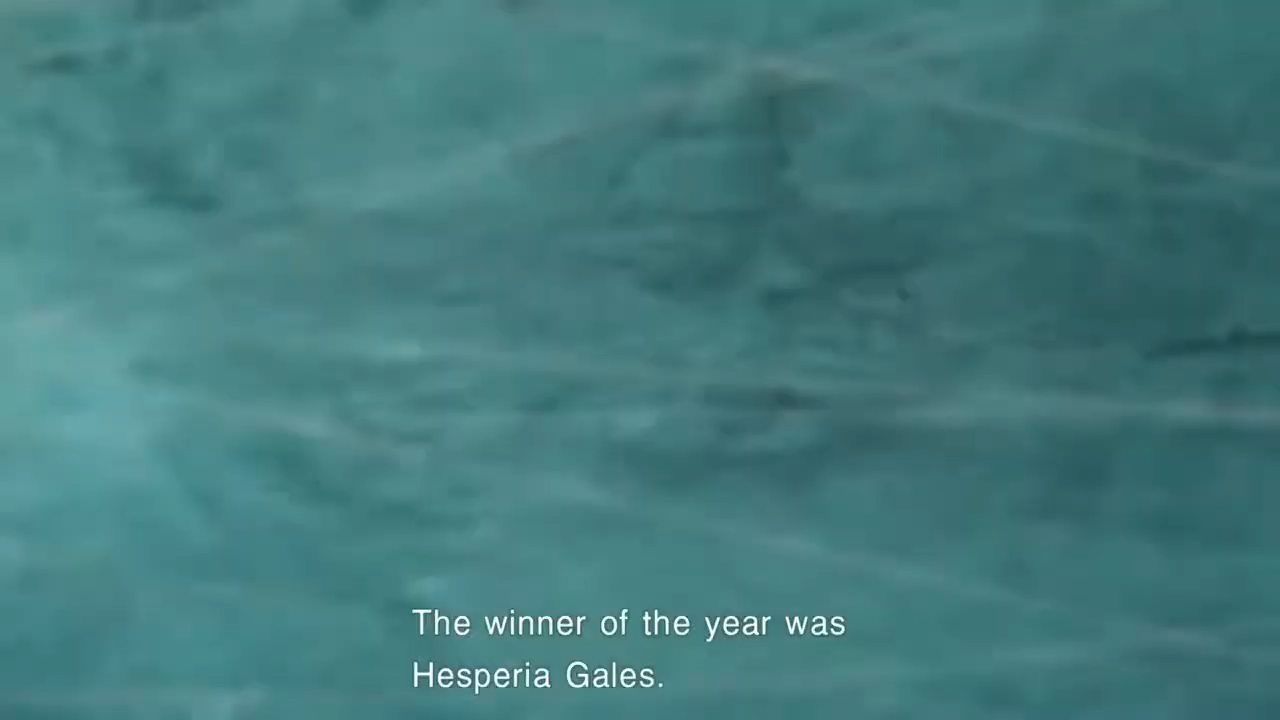 The winner of the year was
Hesperia Gales.